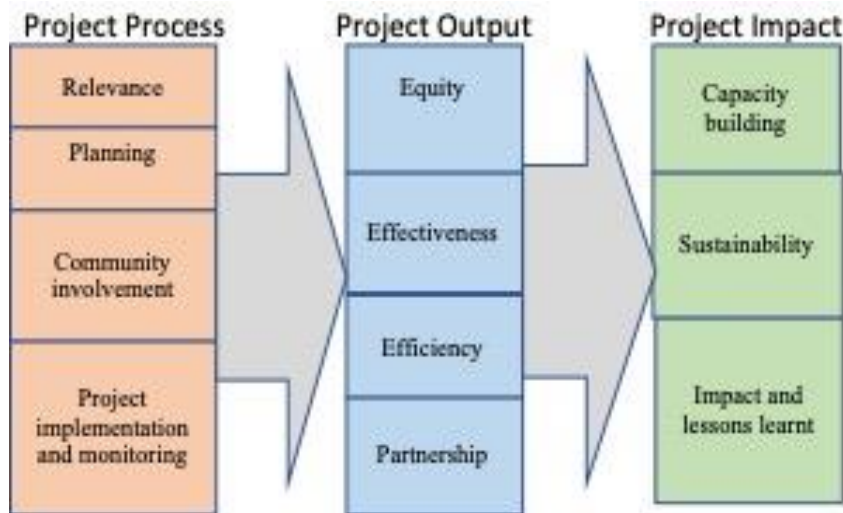 Project Process
Relevance
Planning
Community
involvement
Project
implementation
and monitoring
Project Output
Equity
Effectiveness
Efficiency
Partnership
Project Impact
Capacity
building
Sustainability
Impact and
lessons learnt